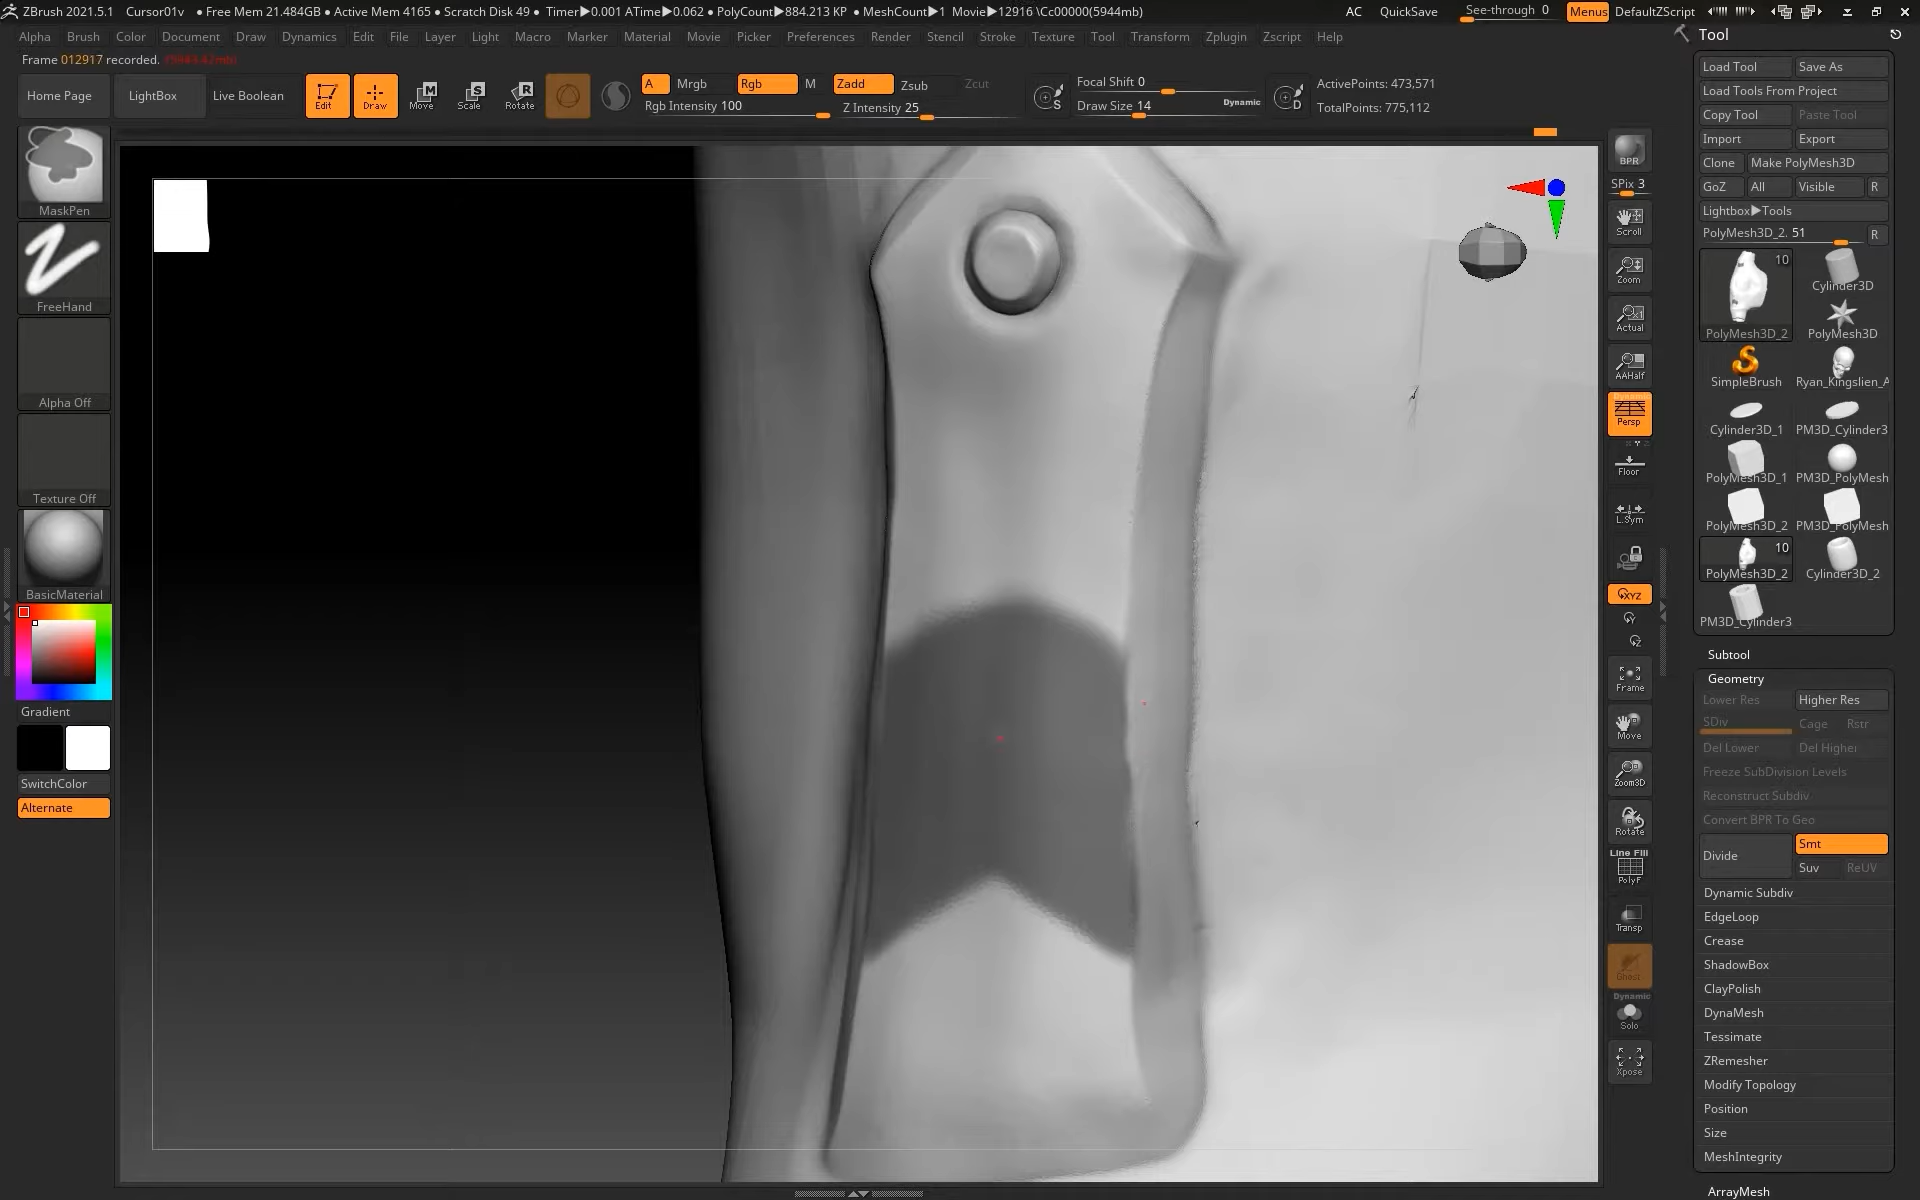 ZBrush 2021.5.1 Cursor01v • Free Mem 21.484GB • Active Mem 4165 • Scratch Disk 49 • Timer▶0.001 ATime▶0.062 • PolyCount▶884.213 KP • MeshCount▶1 Movie▶12916 \Cc00000(5944mb) AC QuickSave See-through 0 Menus DefaultZScript
Alpha Brush Color Document Draw Dynamics Edit File Layer Light Macro Marker Material Movie Picker Preferences Render Stencil Stroke Texture Tool Transform Zplugin Zscript Help
Frame 012917 recorded.
Home Page LightBox Live Boolean Edit Draw Move Scale Rotate
A Mrgb Rgb M Zadd Zsub Zcut
Rgb Intensity 100 Z Intensity 25
Focal Shift 0
Draw Size 14 Dynamic
S D
ActivePoints: 473,571
TotalPoints: 775,112
MaskPen
FreeHand
Alpha Off
Texture Off
BasicMaterial
Gradient
SwitchColor
Alternate
BPR
SPix 3
Scroll
Zoom
Actual
AAHalf
Dynamic
Persp
Floor
L.Sym
XYZ
Y
Z
Frame
Move
Zoom3D
Rotate
Line Fill
PolyF
Transp
Ghost
Dynamic
Solo
Xpose
Tool
Load Tool Save As
Load Tools From Project
Copy Tool Paste Tool
Import Export
Clone Make PolyMesh3D
GoZ All Visible R
Lightbox▶Tools
PolyMesh3D_2. 51 R
10
Cylinder3D
PolyMesh3D_2 PolyMesh3D
SimpleBrush Ryan_Kingslien_A
Cylinder3D_1 PM3D_Cylinder3
PolyMesh3D_1 PM3D_PolyMesh
PolyMesh3D_2 PM3D_PolyMesh
10
PolyMesh3D_2 Cylinder3D_2
PM3D_Cylinder3
Subtool
Geometry
Lower Res Higher Res
SDiv Cage Rstr
Del Lower Del Higher
Freeze SubDivision Levels
Reconstruct Subdiv
Convert BPR To Geo
Divide Smt
Suv ReUV
Dynamic Subdiv
EdgeLoop
Crease
ShadowBox
ClayPolish
DynaMesh
Tessimate
ZRemesher
Modify Topology
Position
Size
MeshIntegrity
ArrayMesh